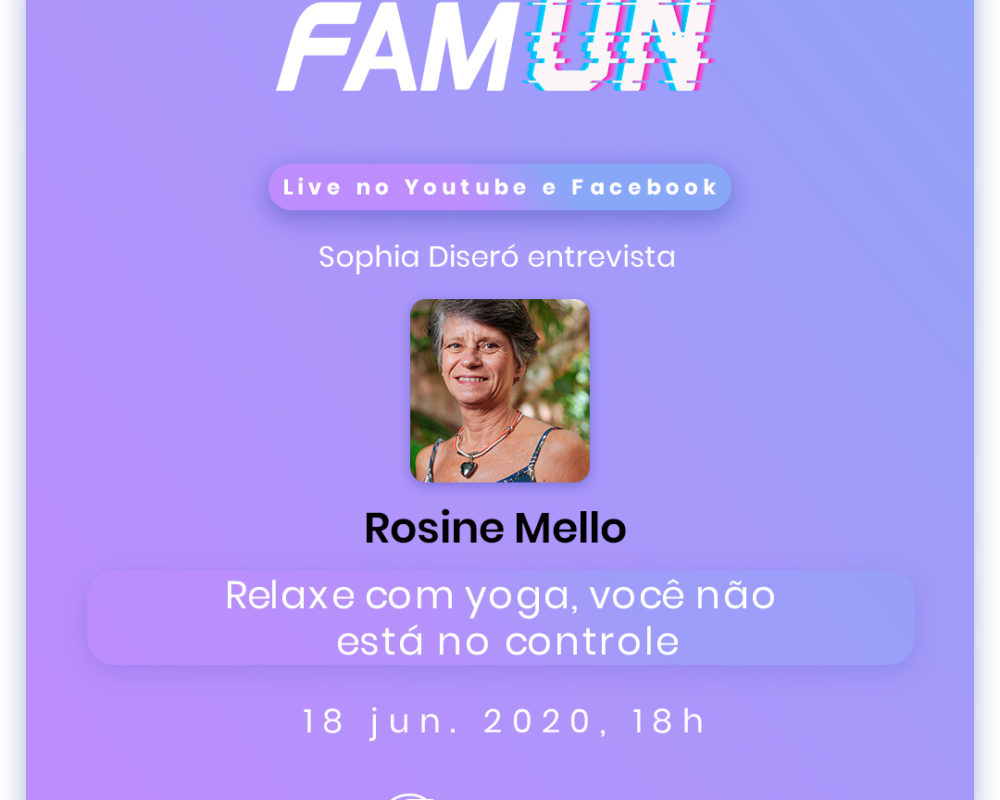 FAMUN
Live no Youtube e Facebook
Sophia Diseró entrevista
Rosine Mello
Relaxe com yoga, você não
está no controle
18 jun. 2020, 18h